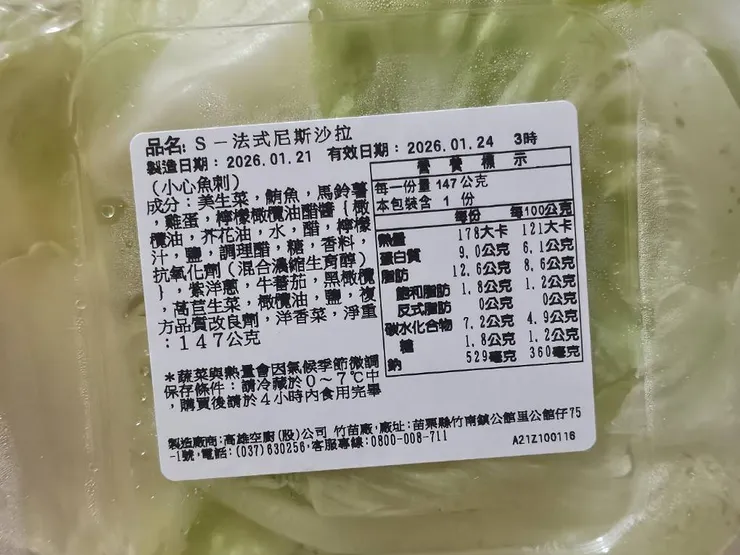 品名: S－法式尼斯沙拉
製造日期：2026.01.21 有效日期：2026.01.24 3時
(小心魚刺)
成分：美生菜，鮪魚，馬鈴薯
，雞蛋，檸檬橄欖油醋醬｛橄
欖油，芥花油，水，醋，檸檬
汁，鹽，調理醋，糖，香料，
抗氧化劑（混合濃縮生育醇）
｝，紫洋蔥，牛番茄，黑橄欖
，萵苣生菜，橄欖油，鹽，複
方品質改良劑，洋香菜，淨重
：147公克
營養標示
每一份量 147公克
本包裝含 1 份
每份 每100公克
熱量 178大卡 121大卡
蛋白質 9.0公克 6.1公克
脂肪 12.6公克 8.6公克
飽和脂肪 1.8公克 1.2公克
反式脂肪 0公克 0公克
碳水化合物 7.2公克 4.9公克
糖 1.8公克 1.2公克
鈉 529毫克 360毫克
＊蔬菜與熱量會因氣候季節微調
保存條件：請冷藏於0～7℃中
，購買後請於4小時內食用完畢
製造廠商:高雄空廚(股)公司 竹苗廠,廠址:苗栗縣竹南鎮公館里公館仔75
-1號,電話:(037)630256,客服專線:0800-008-711
A21Z100116